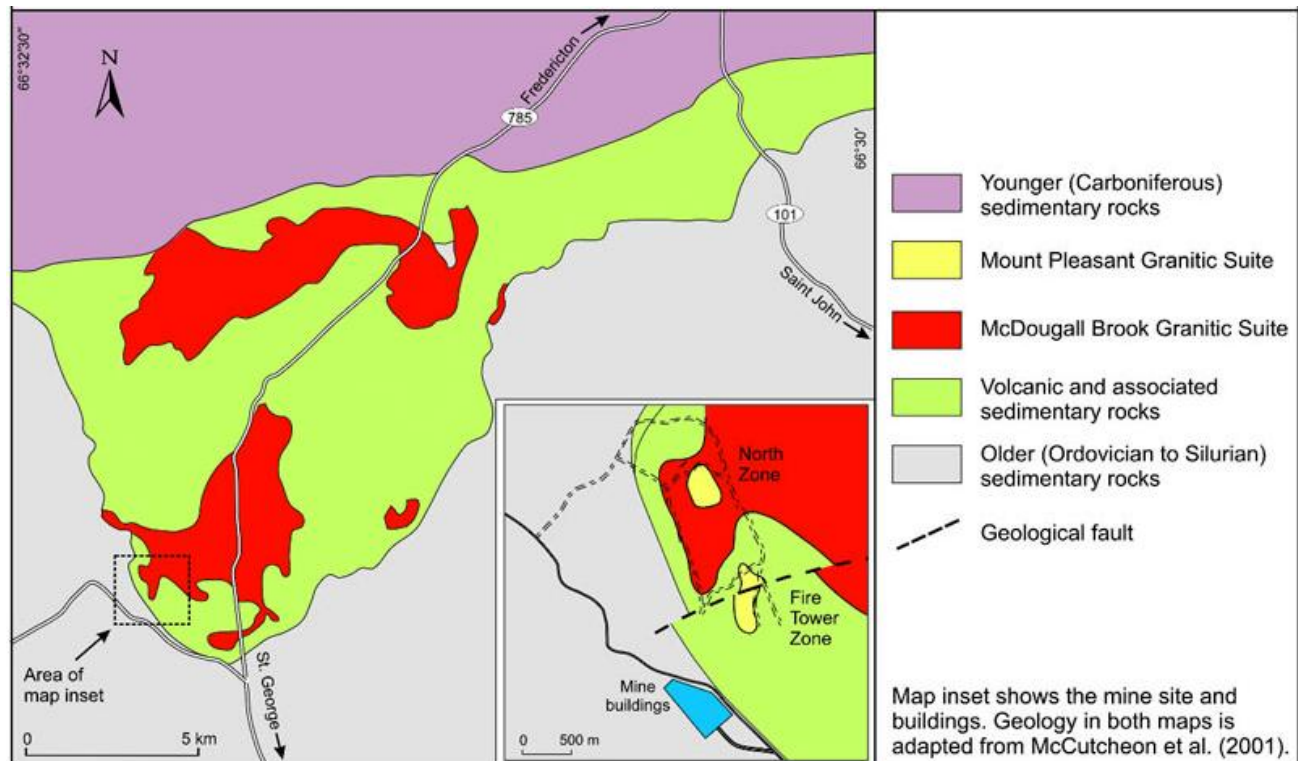 66°32′30″
N
Fredericton
785
66°30′
101
Saint John
Area of
map inset
St. George
0 5 km
North
Zone
Fire
Tower
Zone
Mine
buildings
0 500 m
Younger (Carboniferous)
sedimentary rocks
Mount Pleasant Granitic Suite
McDougall Brook Granitic Suite
Volcanic and associated
sedimentary rocks
Older (Ordovician to Silurian)
sedimentary rocks
Geological fault
Map inset shows the mine site and
buildings. Geology in both maps is
adapted from McCutcheon et al. (2001).